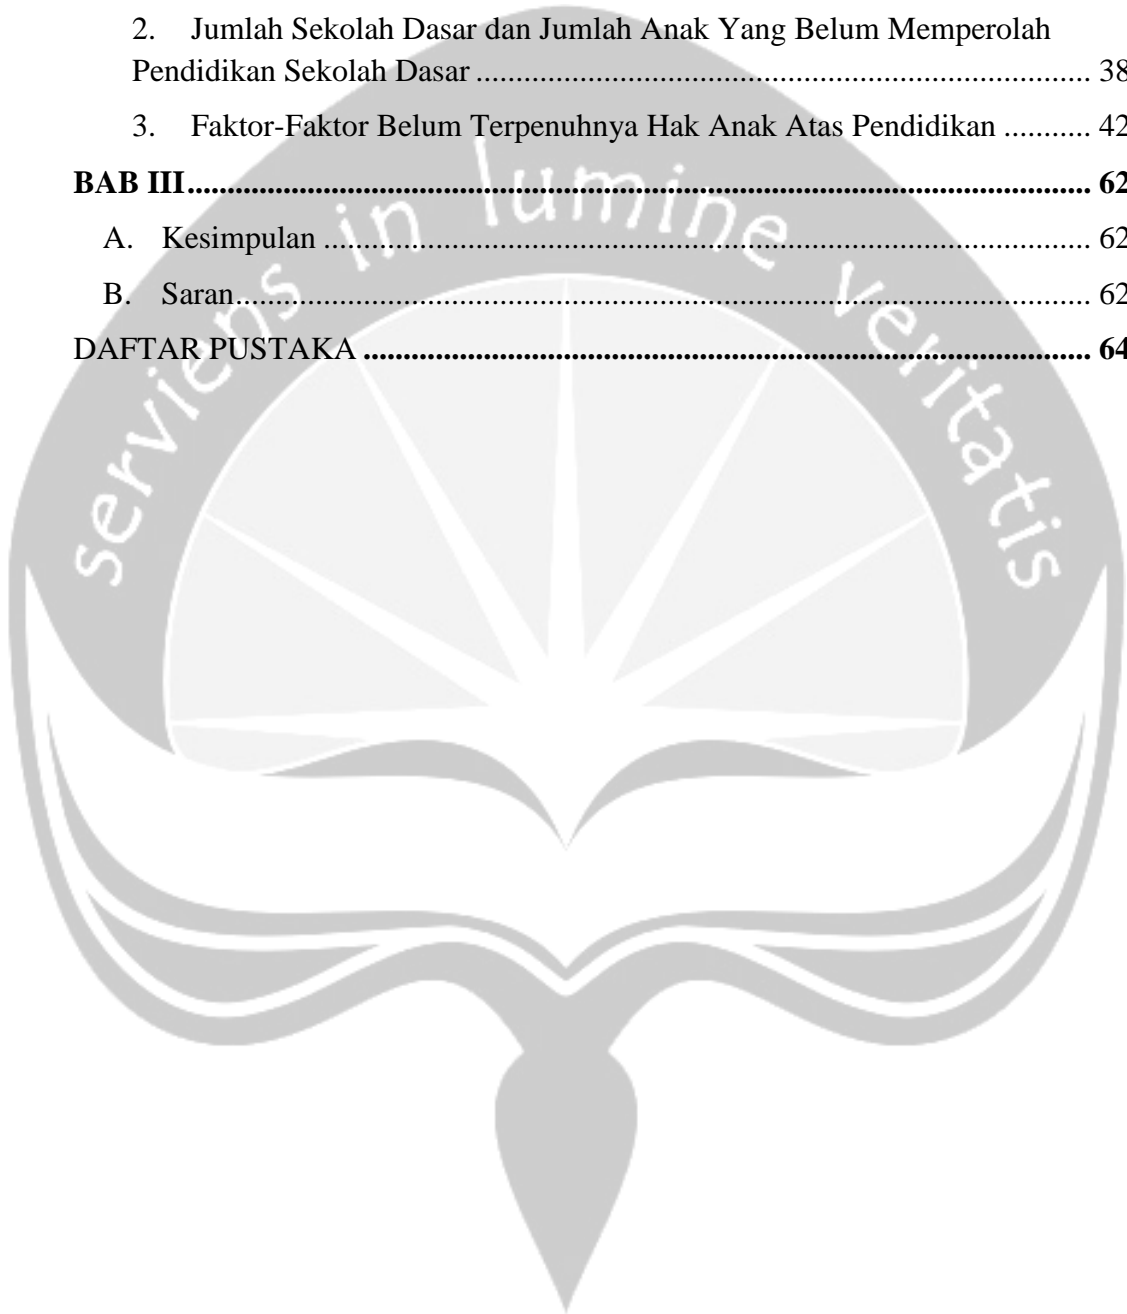 2. Jumlah Sekolah Dasar dan Jumlah Anak Yang Belum Memperolah
Pendidikan Sekolah Dasar ........................................................................................ 38
3. Faktor-Faktor Belum Terpenuhnya Hak Anak Atas Pendidikan ........... 42
BAB III................................................................................................................................. 62
A. Kesimpulan .............................................................................................................. 62
B. Saran.......................................................................................................................... 62
DAFTAR PUSTAKA ........................................................................................................ 64
serviens in lumine veritatis